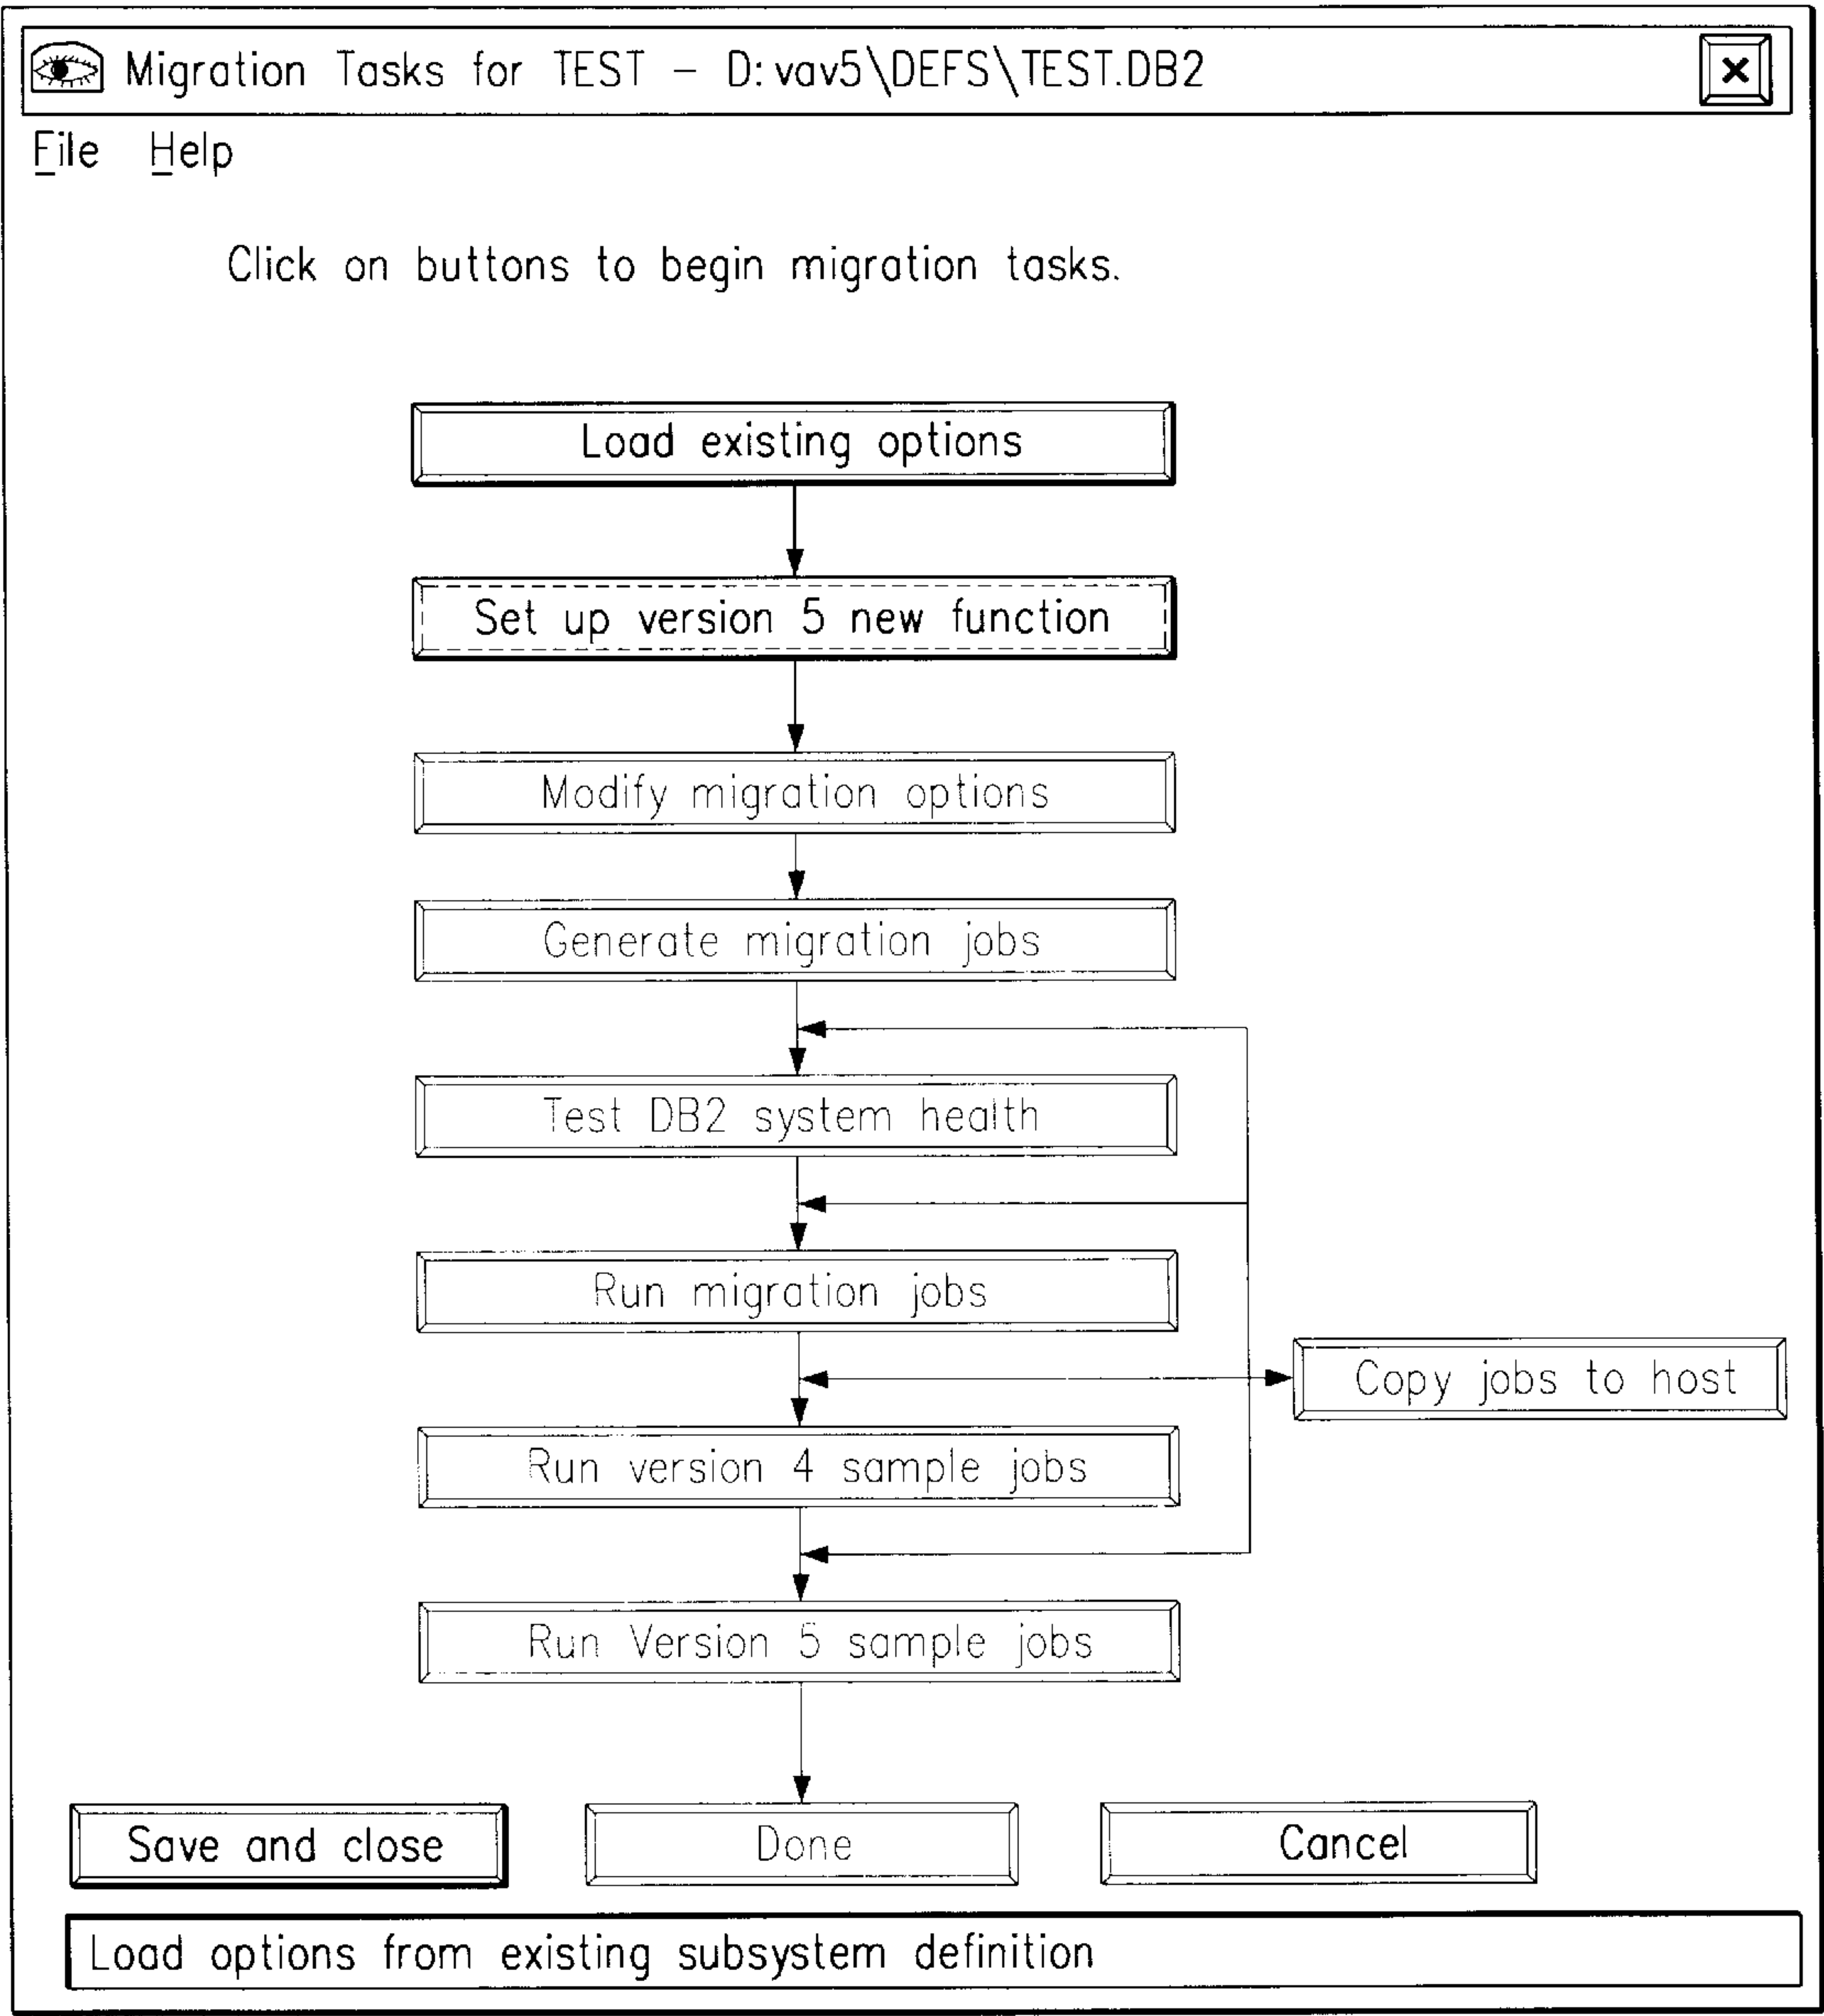 Migration Tasks for TEST - D:vav5\DEFS\TEST.DB2
File Help
Click on buttons to begin migration tasks.
Load existing options
Set up version 5 new function
Modify migration options
Generate migration jobs
Test DB2 system health
Run migration jobs
Copy jobs to host
Run version 4 sample jobs
Run Version 5 sample jobs
Save and close Done Cancel
Load options from existing subsystem definition